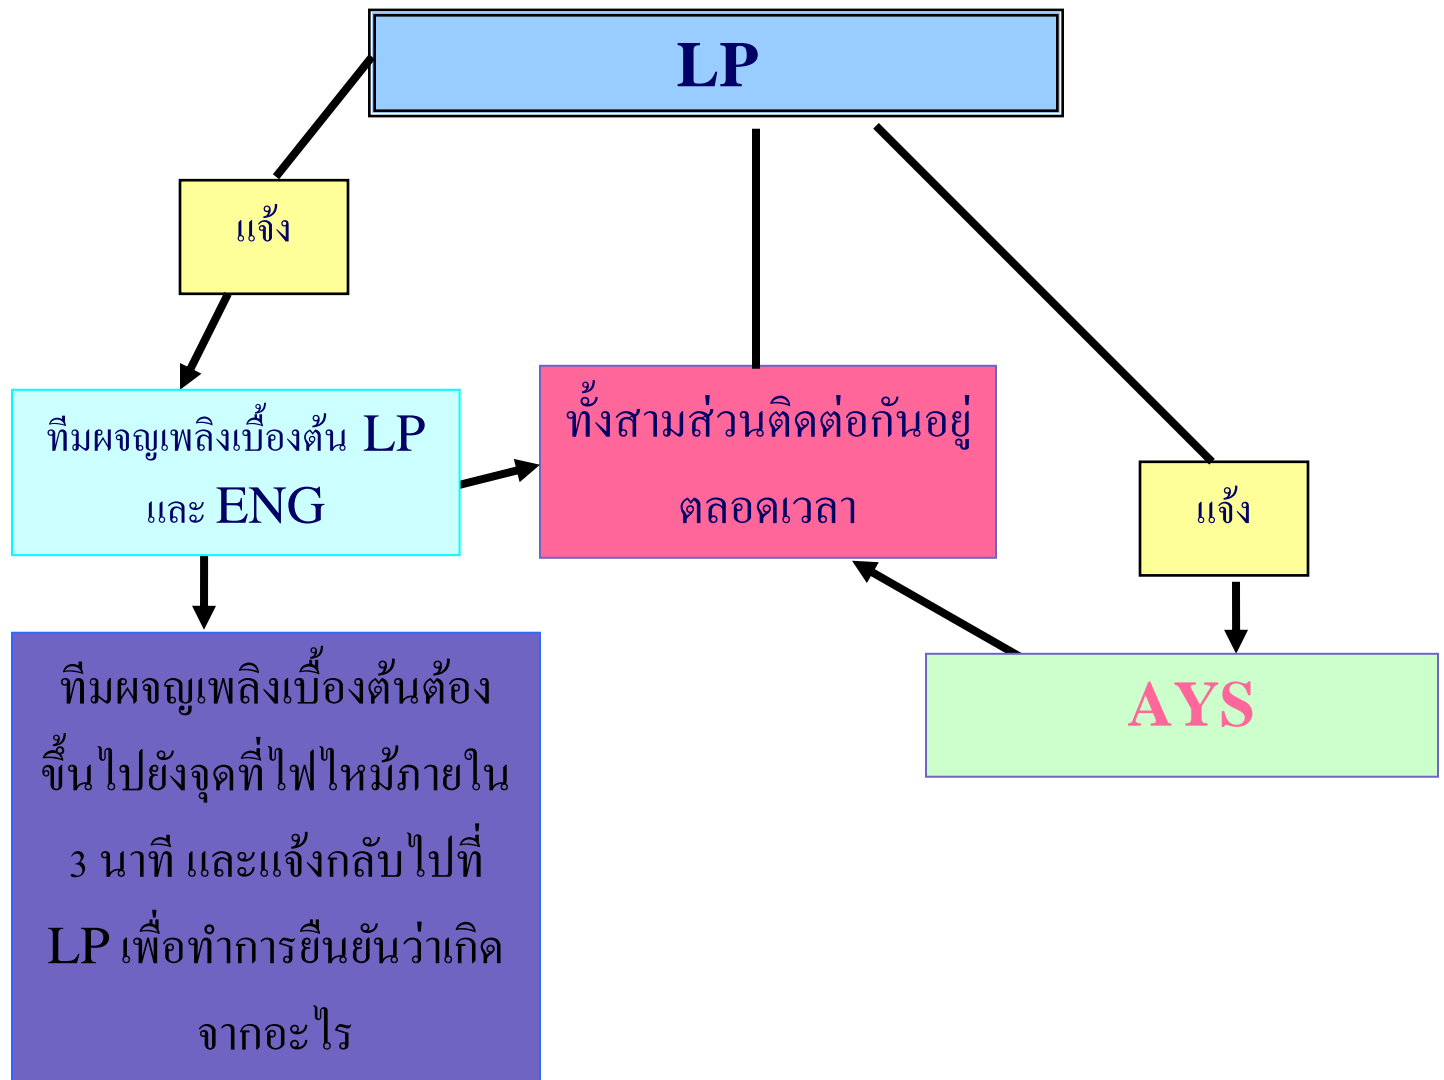 LP
แจ้ง
ทีมผจญเพลิงเบื้องต้น LP
และ ENG
ทั้งสามส่วนติดต่อกันอยู่
ตลอดเวลา
แจ้ง
AYS
ทีมผจญเพลิงเบื้องต้นต้อง
ขึ้นไปยังจุดที่ไฟไหม้ภายใน
3 นาที และแจ้งกลับไปที่
LP เพื่อทำการยืนยันว่าเกิด
จากอะไร